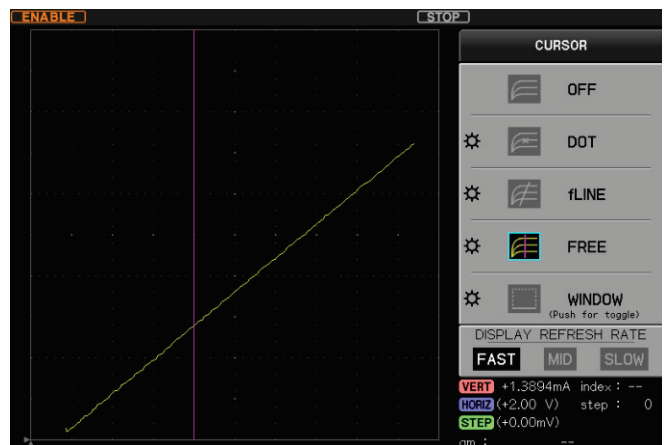 ENABLE STOP
CURSOR
OFF
DOT
fLINE
FREE
WINDOW
(Push for toggle)
DISPLAY REFRESH RATE
FAST MID SLOW
VERT +1.3894mA index: --
HORIZ (+2.00 V) step: 0
STEP (+0.00mV)
gm : --